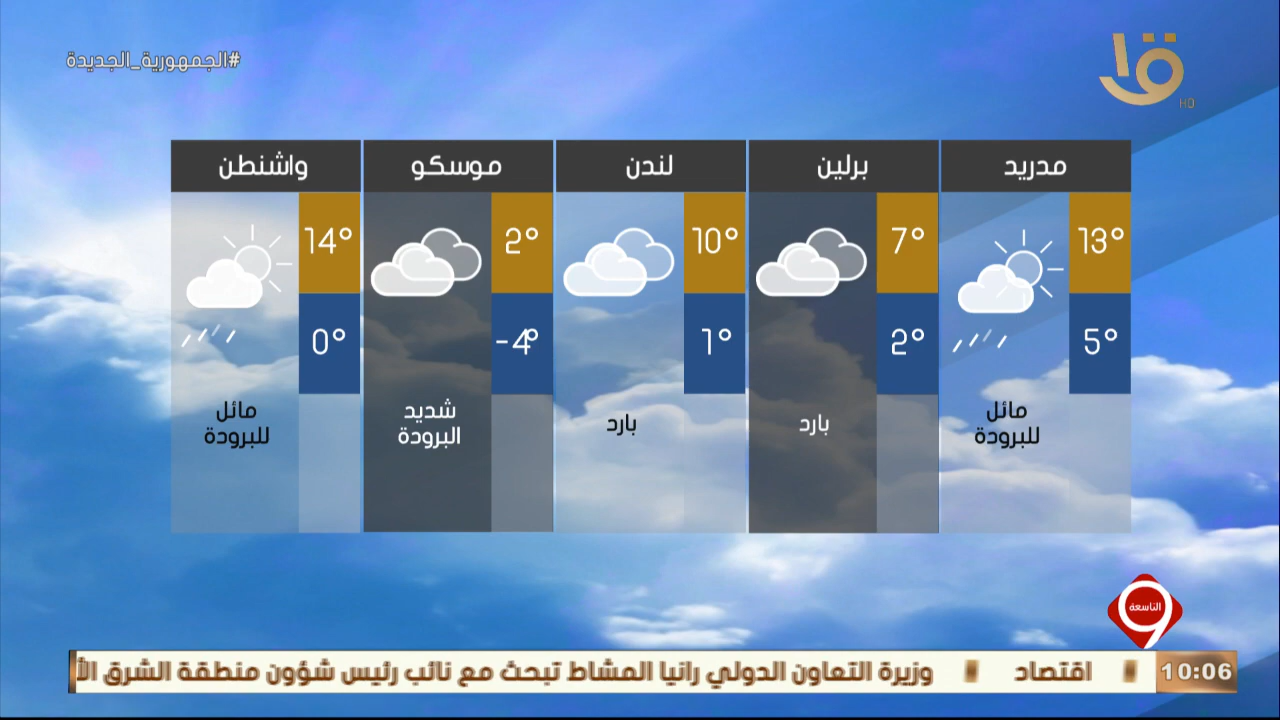 #الجمهورية_الجديدة
HD
مدريد
13°
5°
مائل
للبرودة
برلين
7°
2°
بارد
لندن
10°
1°
بارد
موسكو
2°
-4°
شديد
البرودة
واشنطن
14°
0°
مائل
للبرودة
التاسعة
9
10:06
اقتصاد
وزيرة التعاون الدولي رانيا المشاط تبحث مع نائب رئيس شؤون منطقة الشرق